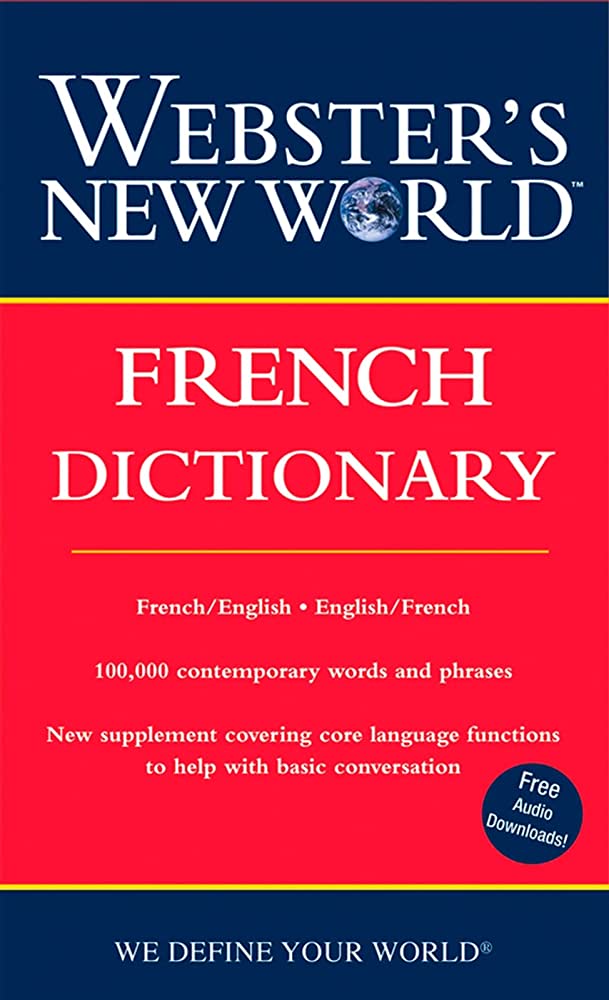 WEBSTER'S
NEW WORLD™
FRENCH
DICTIONARY
French/English • English/French
100,000 contemporary words and phrases
New supplement covering core language functions
to help with basic conversation
Free
Audio
Downloads!
WE DEFINE YOUR WORLD®